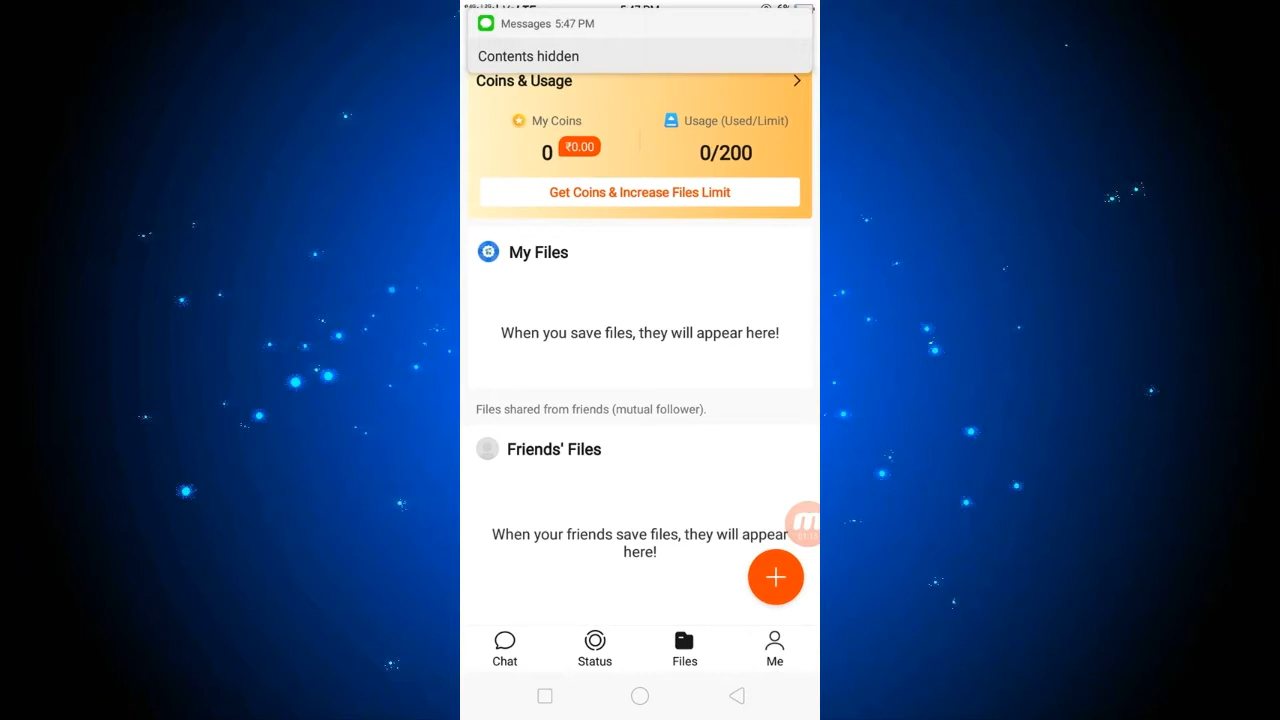 Messages 5:47 PM
Contents hidden
Coins & Usage
My Coins
Usage (Used/Limit)
0 ₹0.00
0/200
Get Coins & Increase Files Limit
My Files
When you save files, they will appear here!
Files shared from friends (mutual follower).
Friends' Files
When your friends save files, they will appear
here!
Chat
Status
Files
Me